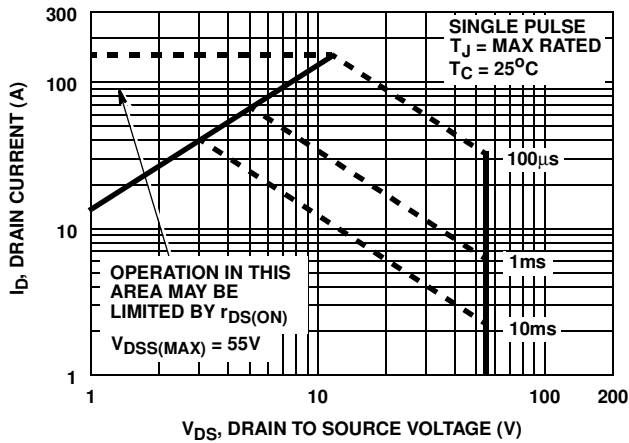 300
100
10
1
I_D, DRAIN CURRENT (A)
SINGLE PULSE
T_J = MAX RATED
T_C = 25°C
100μs
1ms
10ms
OPERATION IN THIS
AREA MAY BE
LIMITED BY r_DS(ON)
V_DSS(MAX) = 55V
1
10
100
200
V_DS, DRAIN TO SOURCE VOLTAGE (V)